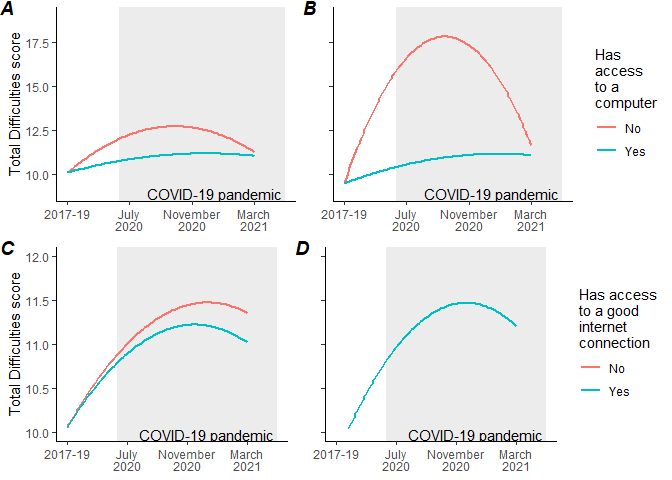 A
B
Total Difficulties score
17.5
15.0
12.5
10.0
COVID-19 pandemic
2017-19
July
2020
November
2020
March
2021
COVID-19 pandemic
2017-19
July
2020
November
2020
March
2021
Has
access
to a
computer
No
Yes
C
D
Total Difficulties score
12.0
11.5
11.0
10.5
10.0
COVID-19 pandemic
2017-19
July
2020
November
2020
March
2021
COVID-19 pandemic
2017-19
July
2020
November
2020
March
2021
Has access
to a good
internet
connection
No
Yes